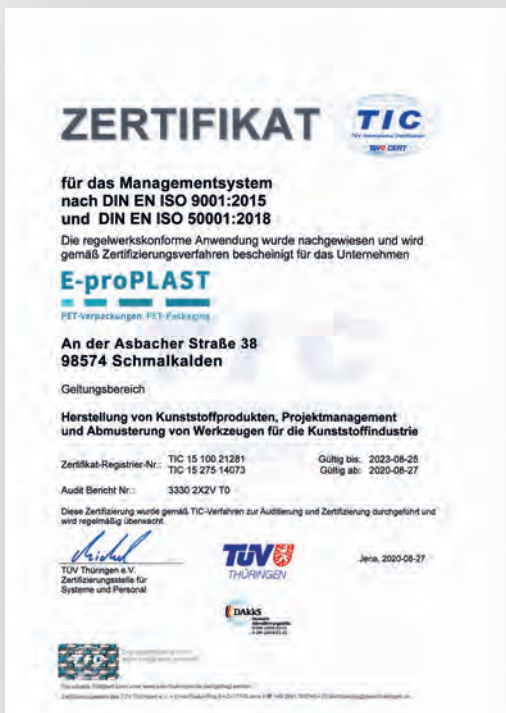 ZERTIFIKAT
TIC
TÜV International Certification
TÜV CERT
für das Managementsystem
nach DIN EN ISO 9001:2015
und DIN EN ISO 50001:2018
Die regelwerkskonforme Anwendung wurde nachgewiesen und wird
gemäß Zertifizierungsverfahren bescheinigt für das Unternehmen
E-proPLAST
PET-Verpackungen PET-Packaging
An der Asbacher Straße 38
98574 Schmalkalden
Geltungsbereich
Herstellung von Kunststoffprodukten, Projektmanagement
und Abmusterung von Werkzeugen für die Kunststoffindustrie
Zertifikat-Registrier-Nr.: TIC 15 100 21281 Gültig bis: 2023-08-26
TIC 15 275 14073 Gültig ab: 2020-08-27
Audit Bericht Nr.: 3330 2X2V T0
Diese Zertifizierung wurde gemäß TIC-Verfahren zur Auditierung und Zertifizierung durchgeführt und
wird regelmäßig überwacht.
TÜV
THÜRINGEN
Jena, 2020-08-27
TÜV Thüringen e.V.
Zertifizierungsstelle für
Systeme und Personal
DAkkS
TIC